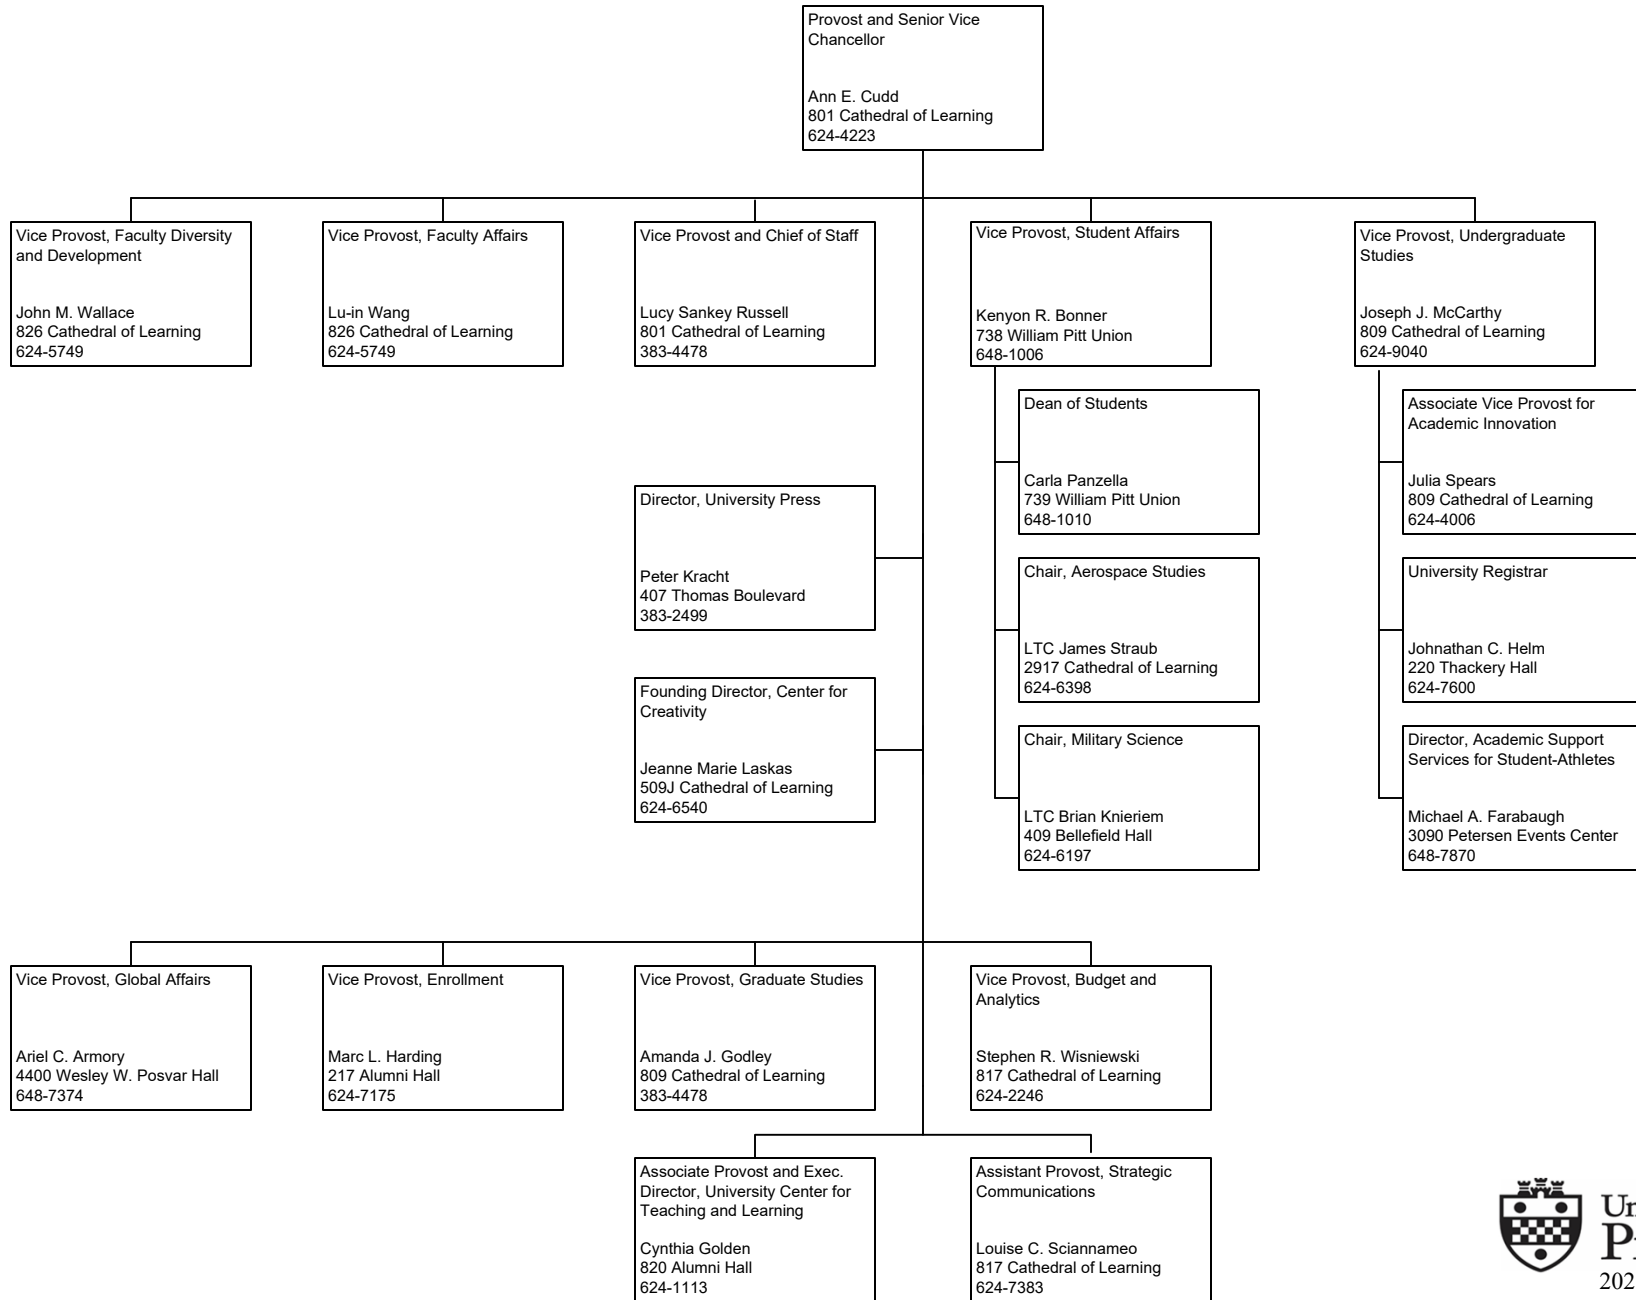 Provost and Senior Vice
Chancellor
Ann E. Cudd
801 Cathedral of Learning
624-4223
Vice Provost, Faculty Diversity
and Development
John M. Wallace
826 Cathedral of Learning
624-5749
Vice Provost, Faculty Affairs
Lu-in Wang
826 Cathedral of Learning
624-5749
Vice Provost and Chief of Staff
Lucy Sankey Russell
801 Cathedral of Learning
383-4478
Vice Provost, Student Affairs
Kenyon R. Bonner
738 William Pitt Union
648-1006
Vice Provost, Undergraduate
Studies
Joseph J. McCarthy
809 Cathedral of Learning
624-9040
Dean of Students
Carla Panzella
739 William Pitt Union
648-1010
Associate Vice Provost for
Academic Innovation
Julia Spears
809 Cathedral of Learning
624-4006
Director, University Press
Peter Kracht
407 Thomas Boulevard
383-2499
Chair, Aerospace Studies
LTC James Straub
2917 Cathedral of Learning
624-6398
University Registrar
Johnathan C. Helm
220 Thackery Hall
624-7600
Founding Director, Center for
Creativity
Jeanne Marie Laskas
509J Cathedral of Learning
624-6540
Chair, Military Science
LTC Brian Knieriem
409 Bellefield Hall
624-6197
Director, Academic Support
Services for Student-Athletes
Michael A. Farabaugh
3090 Petersen Events Center
648-7870
Vice Provost, Global Affairs
Ariel C. Armory
4400 Wesley W. Posvar Hall
648-7374
Vice Provost, Enrollment
Marc L. Harding
217 Alumni Hall
624-7175
Vice Provost, Graduate Studies
Amanda J. Godley
809 Cathedral of Learning
383-4478
Vice Provost, Budget and
Analytics
Stephen R. Wisniewski
817 Cathedral of Learning
624-2246
Associate Provost and Exec.
Director, University Center for
Teaching and Learning
Cynthia Golden
820 Alumni Hall
624-1113
Assistant Provost, Strategic
Communications
Louise C. Sciannameo
817 Cathedral of Learning
624-7383